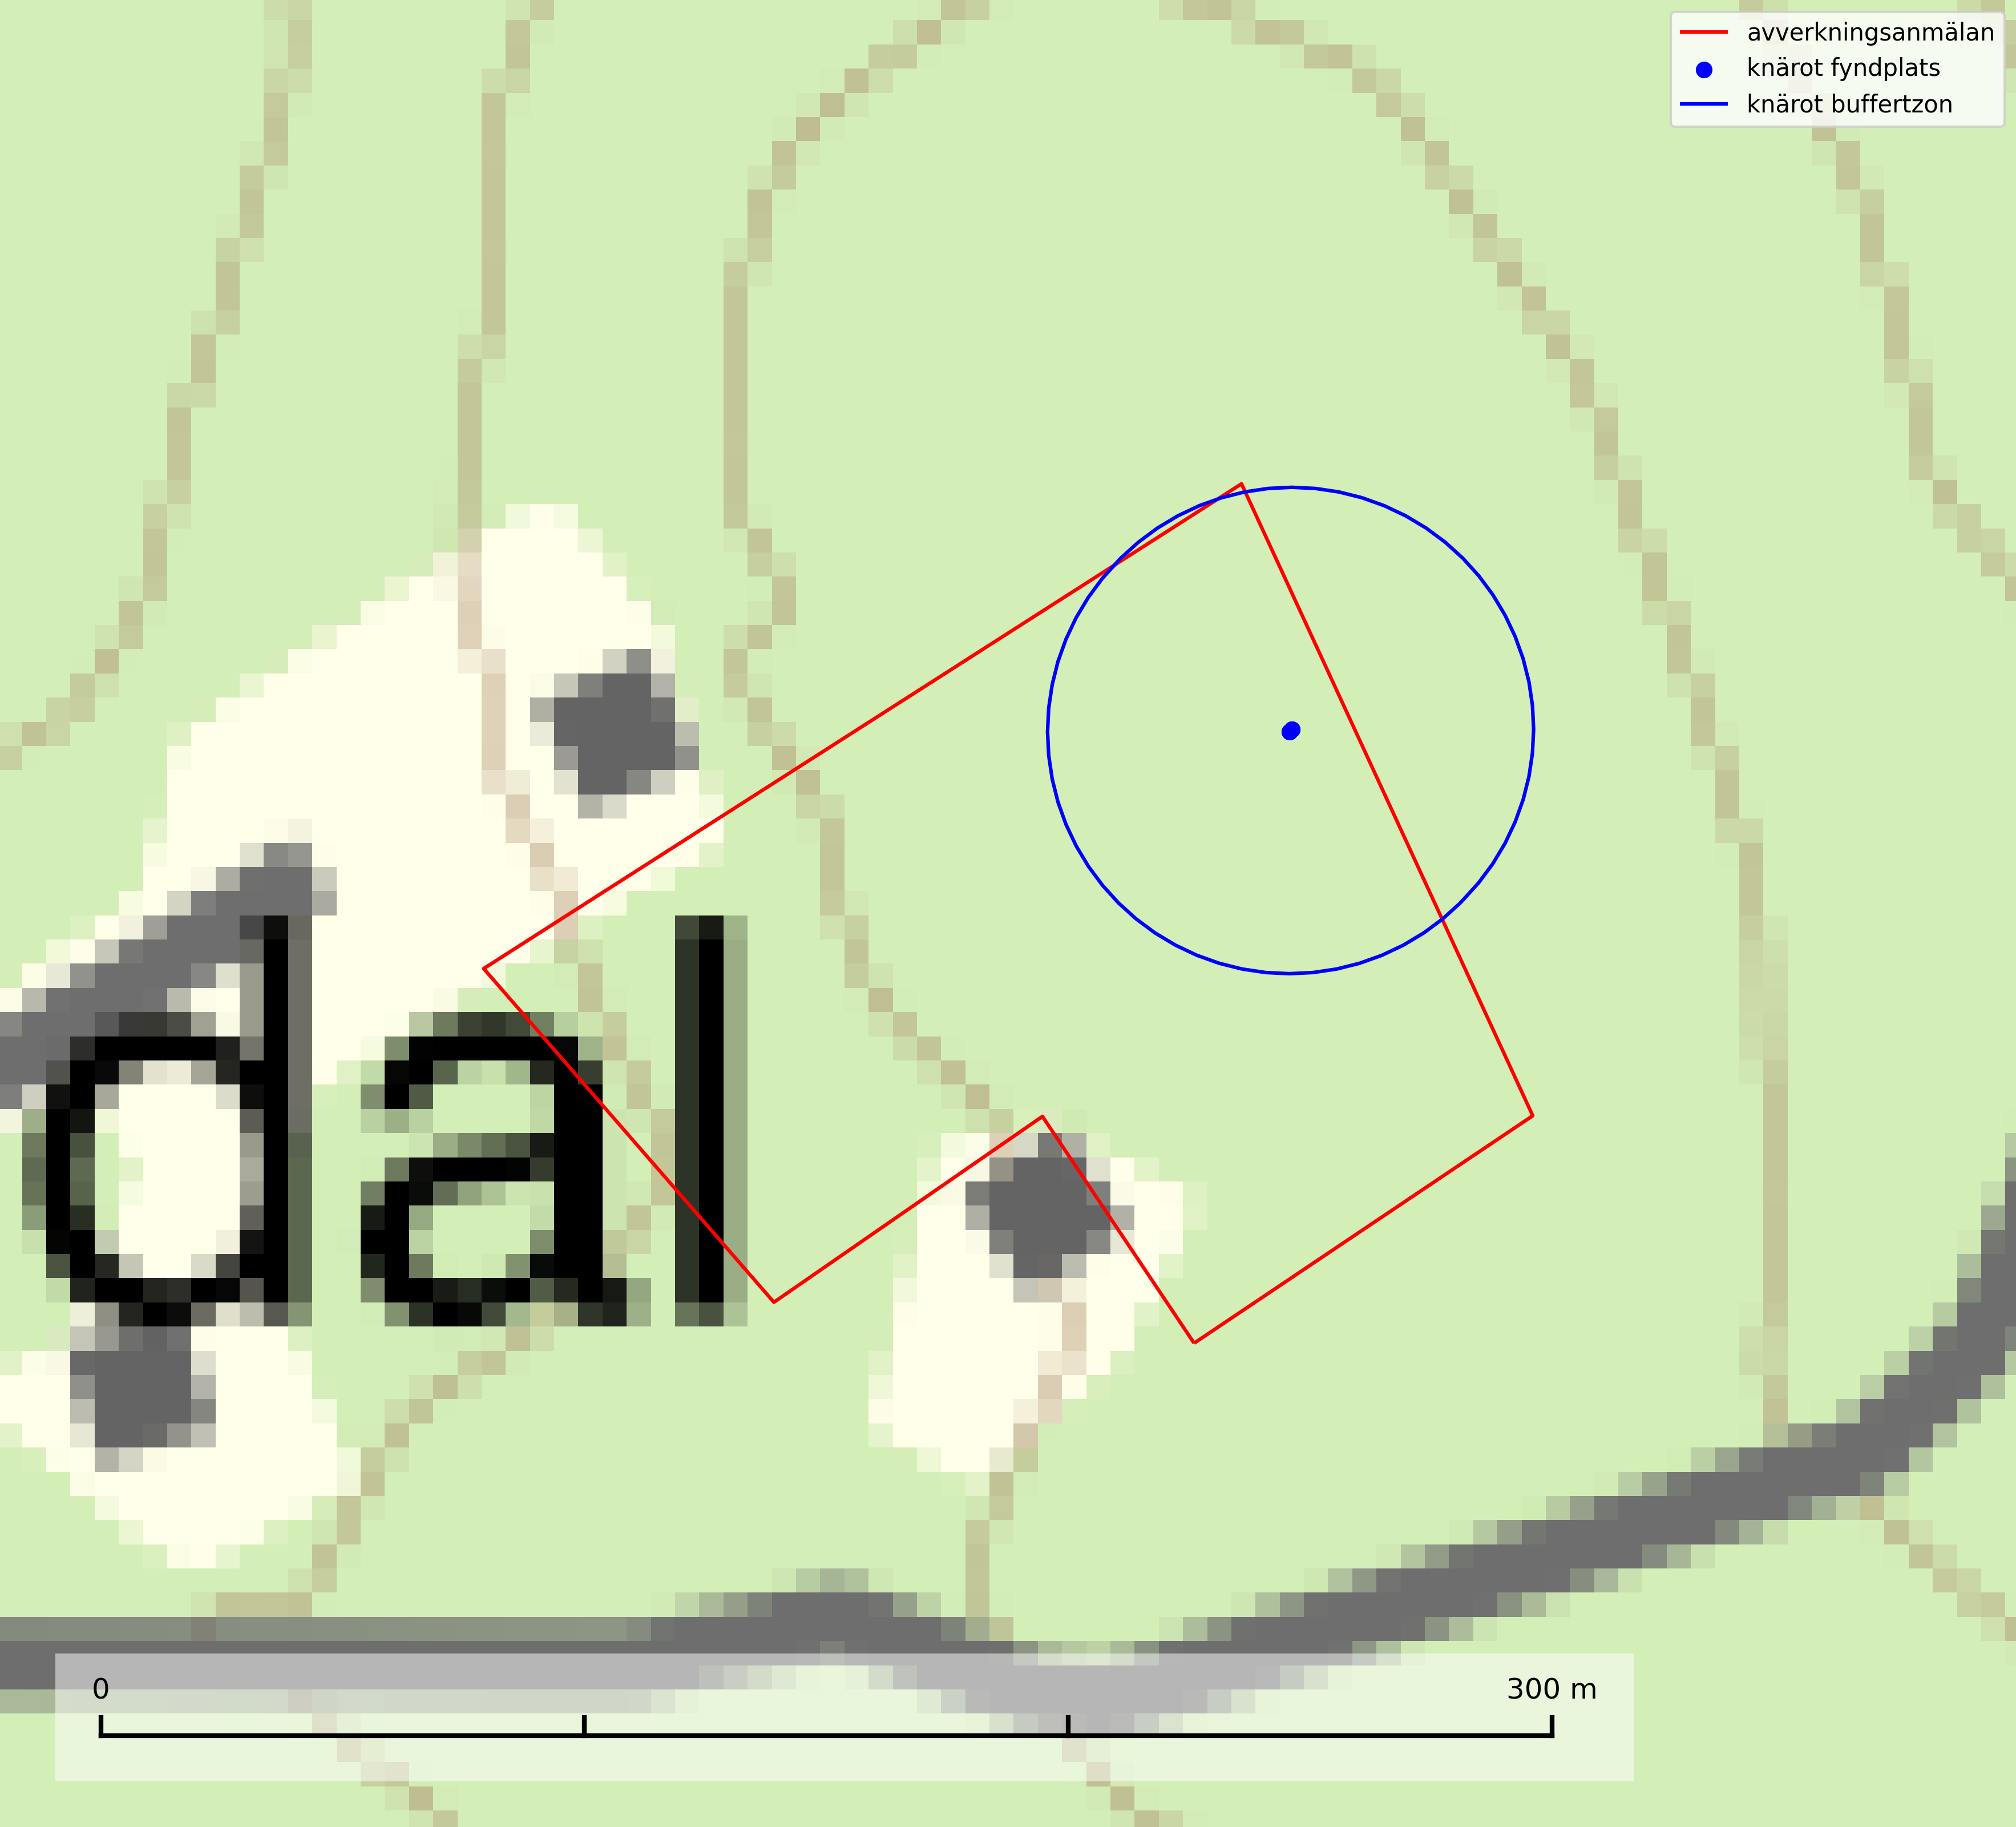 avverkningsanmälan
knärot fyndplats
knärot buffertzon
dal
0 300 m